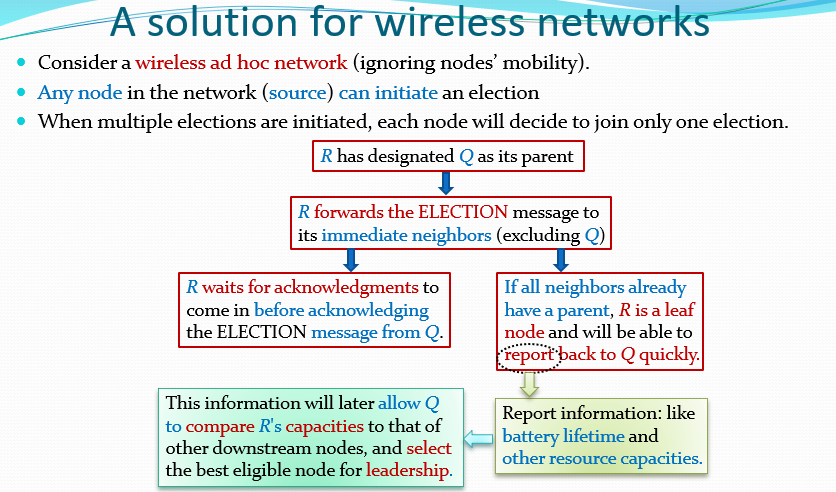 A solution for wireless networks
Consider a wireless ad hoc network (ignoring nodes' mobility).
Any node in the network (source) can initiate an election
When multiple elections are initiated, each node will decide to join only one election.
R has designated Q as its parent
R forwards the ELECTION message to
its immediate neighbors (excluding Q)
R waits for acknowledgments to
come in before acknowledging
the ELECTION message from Q.
If all neighbors already
have a parent, R is a leaf
node and will be able to
report back to Q quickly.
This information will later allow Q
to compare R's capacities to that of
other downstream nodes, and select
the best eligible node for leadership.
Report information: like
battery lifetime and
other resource capacities.